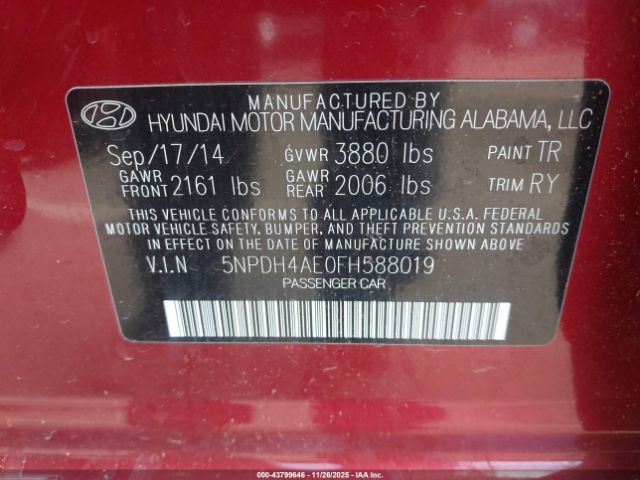 MANUFACTURED BY
HYUNDAI MOTOR MANUFACTURING ALABAMA, LLC
Sep/17/14 GVWR 3880 lbs PAINT TR
GAWR FRONT 2161 lbs GAWR REAR 2006 lbs TRIM RY
THIS VEHICLE CONFORMS TO ALL APPLICABLE U.S.A. FEDERAL
MOTOR VEHICLE SAFETY, BUMPER, AND THEFT PREVENTION STANDARDS
IN EFFECT ON THE DATE OF MANUFACTURE SHOWN ABOVE.
V.I.N 5NPDH4AE0FH588019
PASSENGER CAR
000-43799646 | 11/26/2025 | IAA Inc.